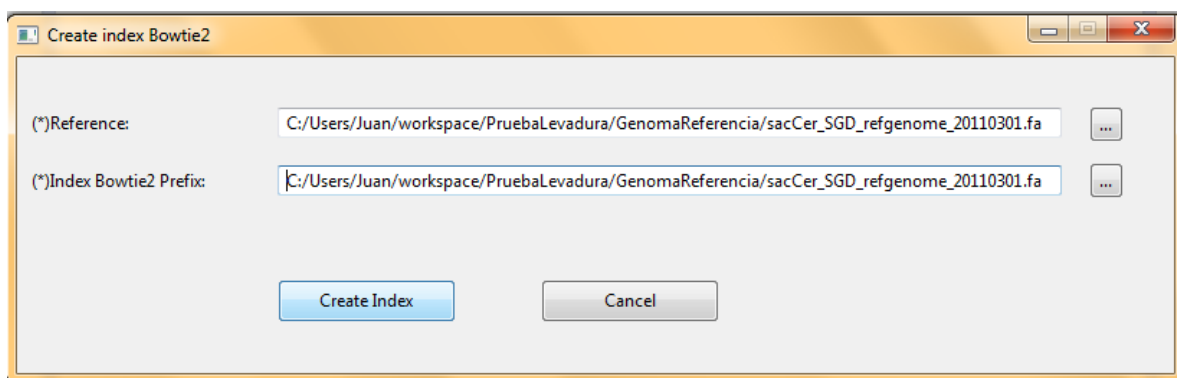 Create index Bowtie2
(*)Reference: C:/Users/Juan/workspace/PruebaLevadura/GenomaReferencia/sacCer_SGD_refgenome_20110301.fa ...
(*)Index Bowtie2 Prefix: C:/Users/Juan/workspace/PruebaLevadura/GenomaReferencia/sacCer_SGD_refgenome_20110301.fa ...
Create Index Cancel